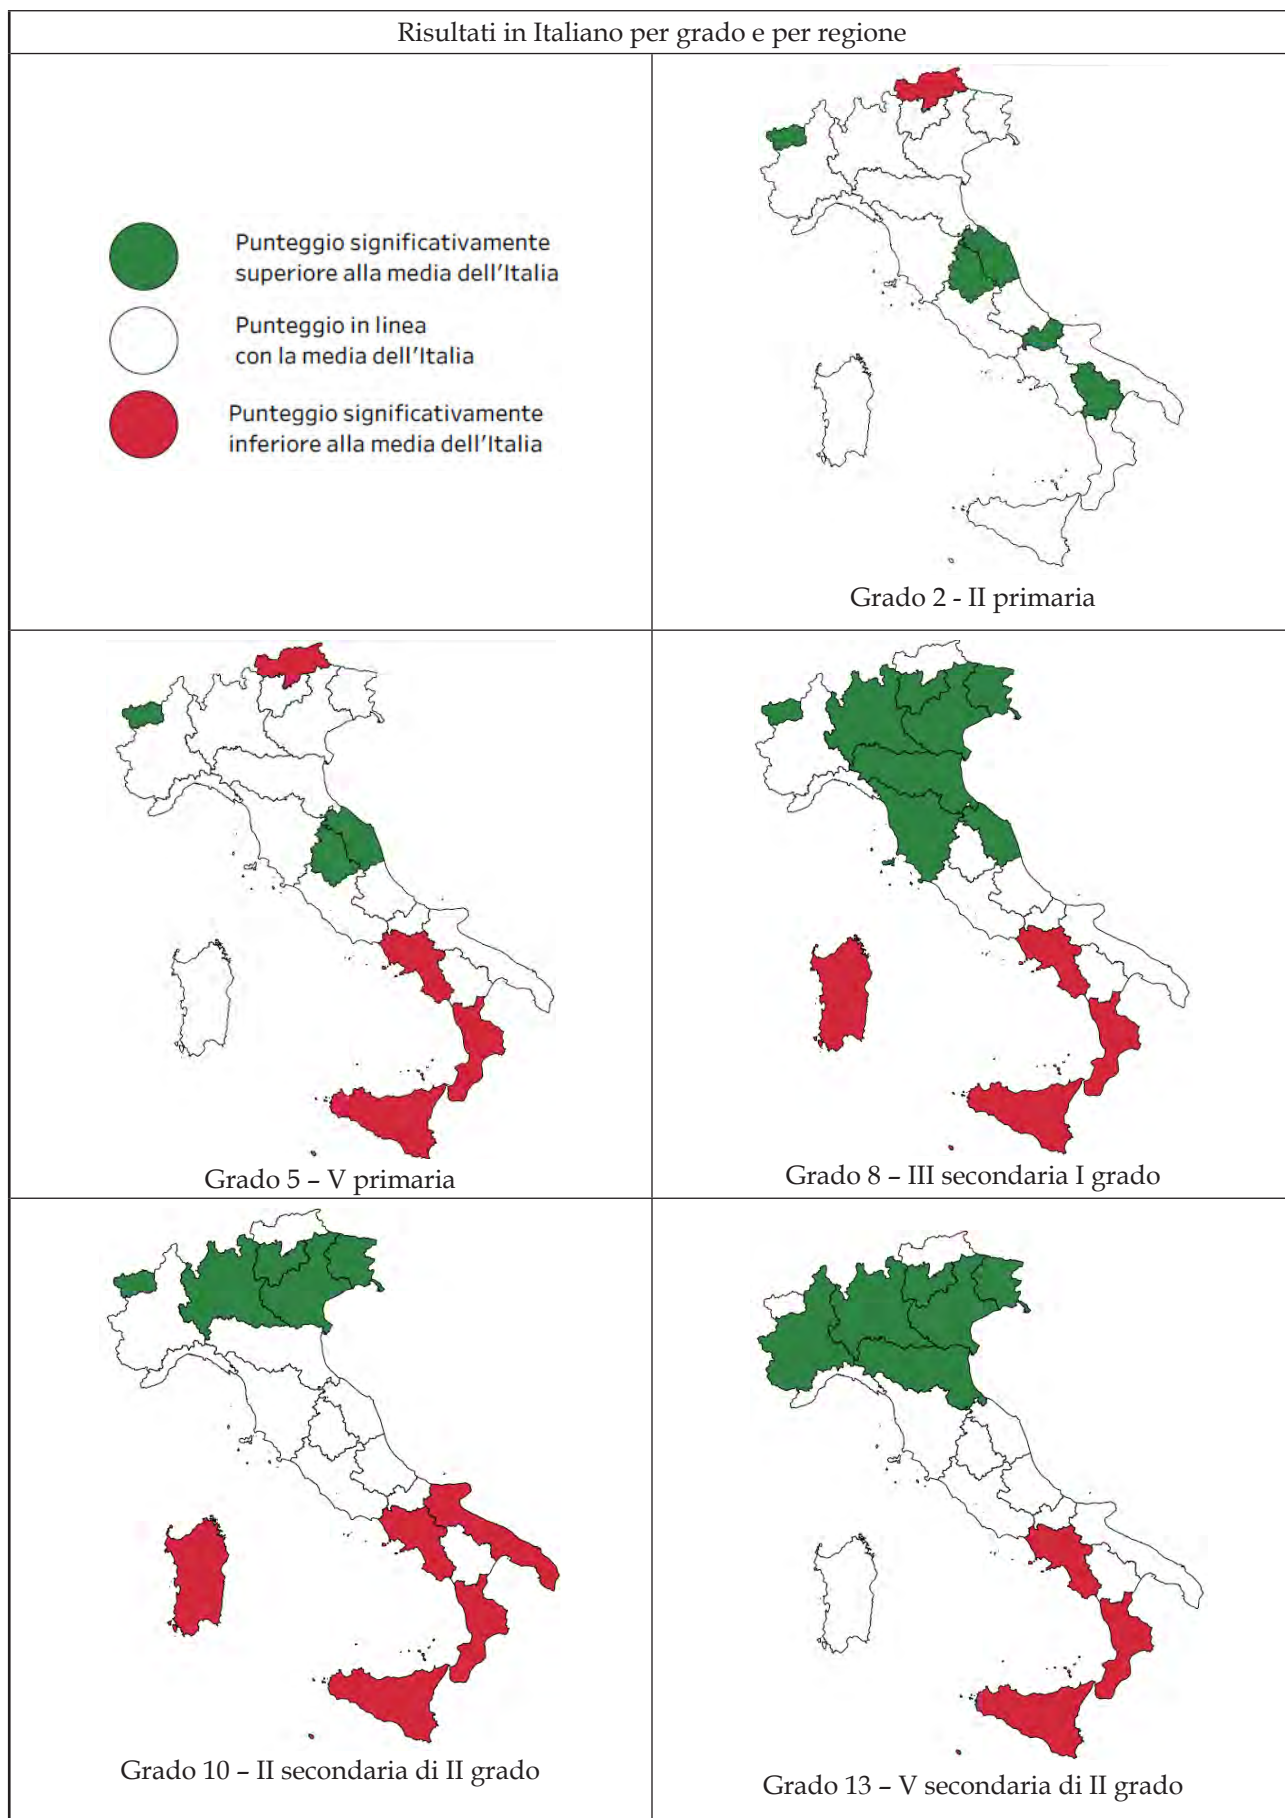 Risultati in Italiano per grado e per regione
Punteggio significativamente
superiore alla media dell'Italia
Punteggio in linea
con la media dell'Italia
Punteggio significativamente
inferiore alla media dell'Italia
Grado 2 - II primaria
Grado 5 – V primaria
Grado 8 – III secondaria I grado
Grado 10 – II secondaria di II grado
Grado 13 – V secondaria di II grado